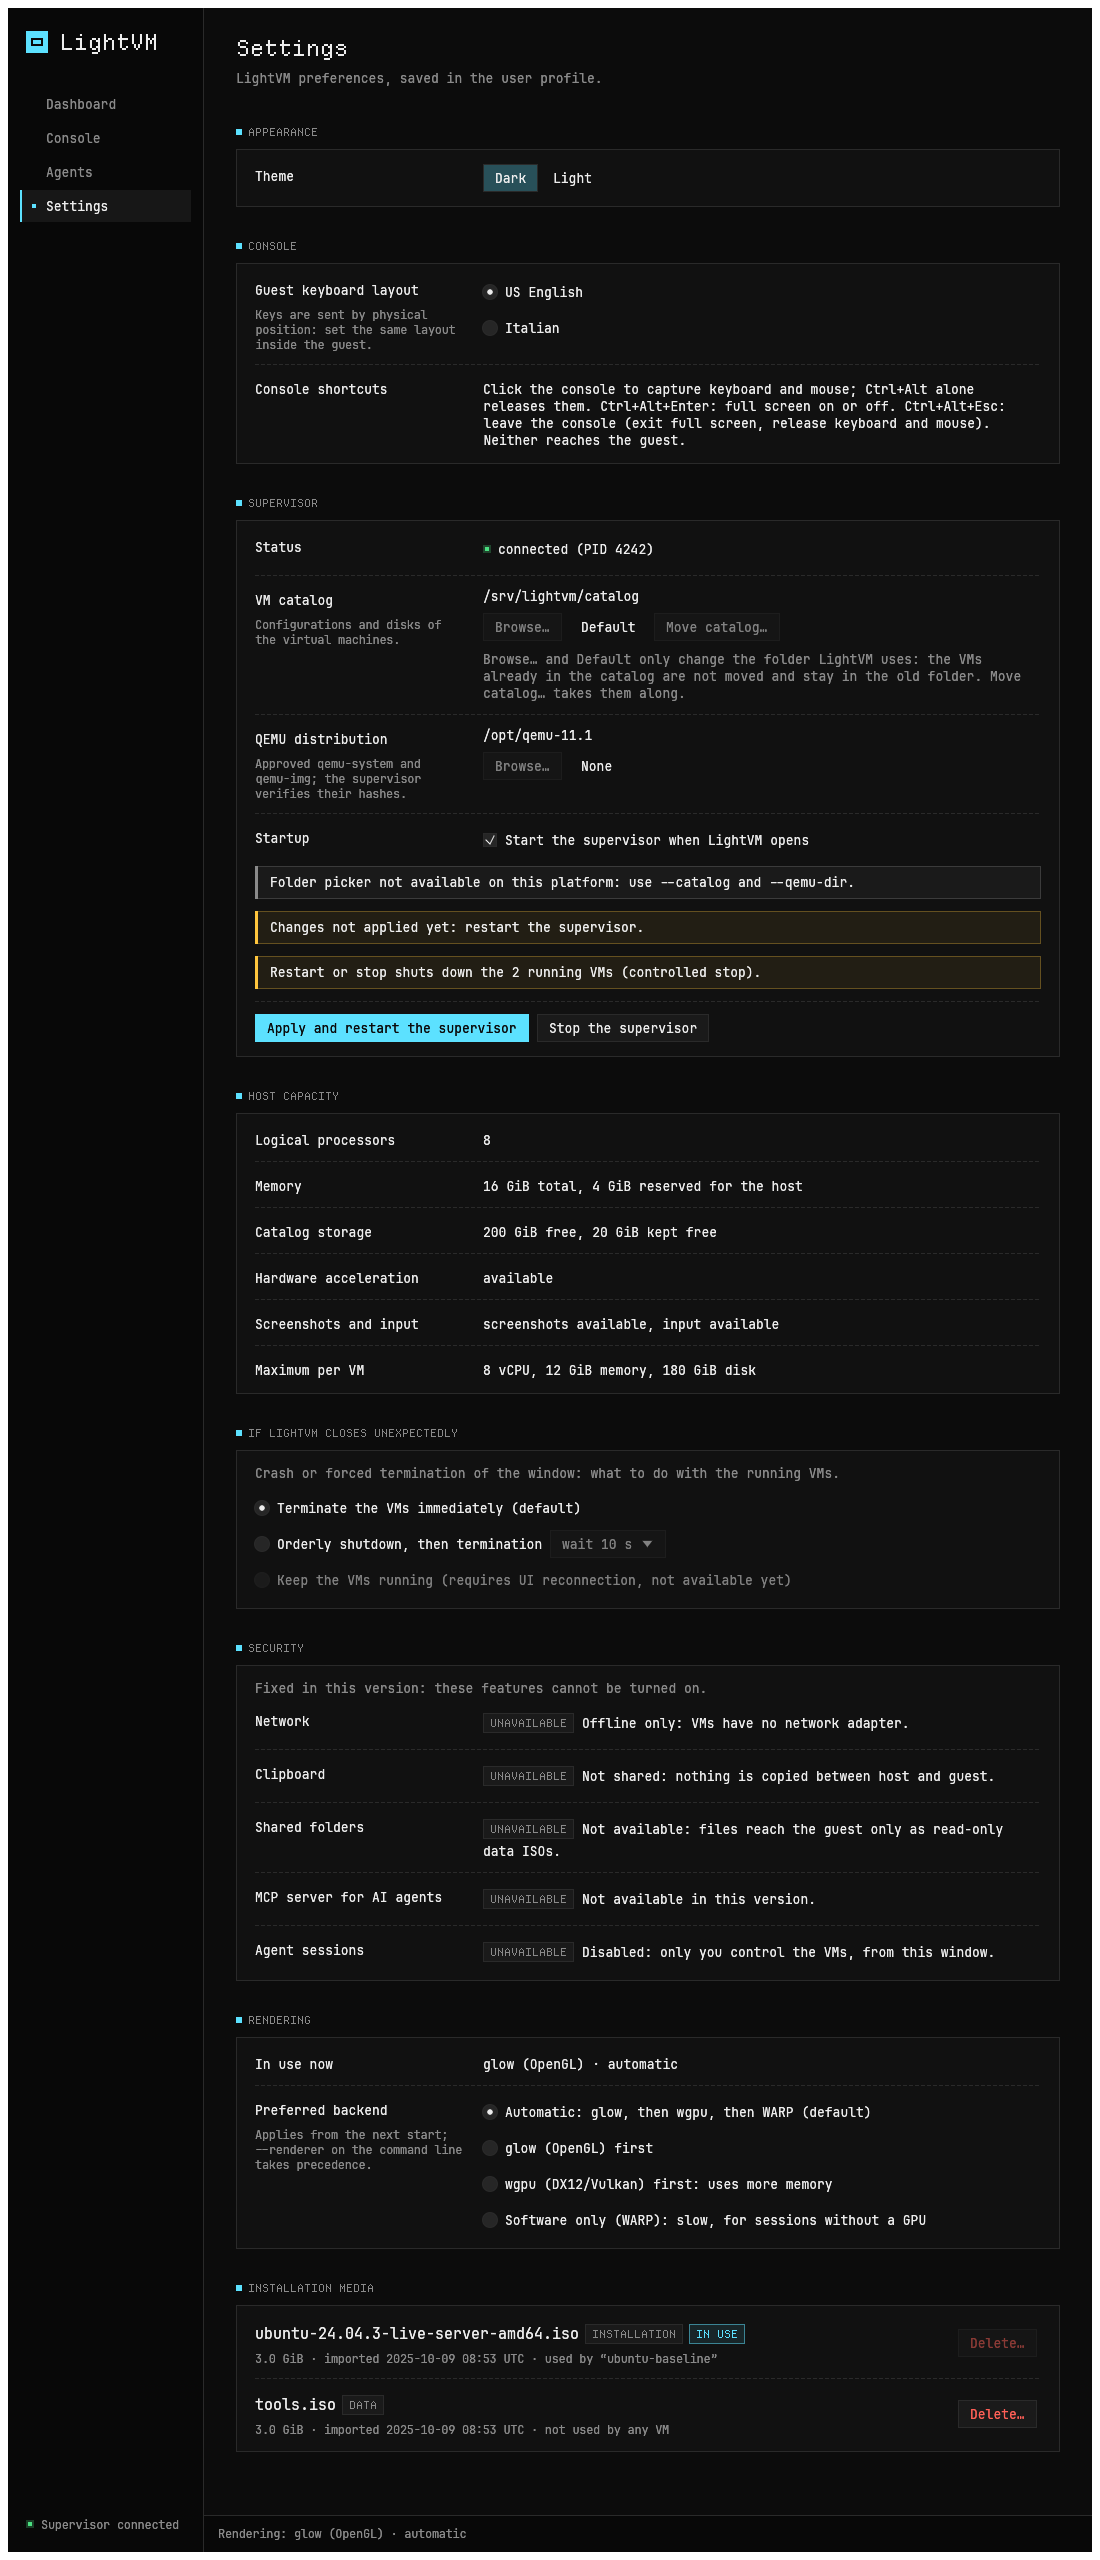 LightVM
Dashboard
Console
Agents
Settings
Supervisor connected
Settings
LightVM preferences, saved in the user profile.
APPEARANCE
Theme
Dark Light
CONSOLE
Guest keyboard layout
Keys are sent by physical
position: set the same layout
inside the guest.
US English
Italian
Console shortcuts
Click the console to capture keyboard and mouse; Ctrl+Alt alone
releases them. Ctrl+Alt+Enter: full screen on or off. Ctrl+Alt+Esc:
leave the console (exit full screen, release keyboard and mouse).
Neither reaches the guest.
SUPERVISOR
Status
connected (PID 4242)
VM catalog
Configurations and disks of
the virtual machines.
/srv/lightvm/catalog
Browse… Default Move catalog…
Browse… and Default only change the folder LightVM uses: the VMs
already in the catalog are not moved and stay in the old folder. Move
catalog… takes them along.
QEMU distribution
Approved qemu-system and
qemu-img; the supervisor
verifies their hashes.
/opt/qemu-11.1
Browse… None
Startup
Start the supervisor when LightVM opens
Folder picker not available on this platform: use --catalog and --qemu-dir.
Changes not applied yet: restart the supervisor.
Restart or stop shuts down the 2 running VMs (controlled stop).
Apply and restart the supervisor Stop the supervisor
HOST CAPACITY
Logical processors 8
Memory 16 GiB total, 4 GiB reserved for the host
Catalog storage 200 GiB free, 20 GiB kept free
Hardware acceleration available
Screenshots and input screenshots available, input available
Maximum per VM 8 vCPU, 12 GiB memory, 180 GiB disk
IF LIGHTVM CLOSES UNEXPECTEDLY
Crash or forced termination of the window: what to do with the running VMs.
Terminate the VMs immediately (default)
Orderly shutdown, then termination wait 10 s
Keep the VMs running (requires UI reconnection, not available yet)
SECURITY
Fixed in this version: these features cannot be turned on.
Network UNAVAILABLE Offline only: VMs have no network adapter.
Clipboard UNAVAILABLE Not shared: nothing is copied between host and guest.
Shared folders UNAVAILABLE Not available: files reach the guest only as read-only
data ISOs.
MCP server for AI agents UNAVAILABLE Not available in this version.
Agent sessions UNAVAILABLE Disabled: only you control the VMs, from this window.
RENDERING
In use now glow (OpenGL) · automatic
Preferred backend
Applies from the next start;
--renderer on the command line
takes precedence.
Automatic: glow, then wgpu, then WARP (default)
glow (OpenGL) first
wgpu (DX12/Vulkan) first: uses more memory
Software only (WARP): slow, for sessions without a GPU
INSTALLATION MEDIA
ubuntu-24.04.3-live-server-amd64.iso INSTALLATION IN USE
3.0 GiB · imported 2025-10-09 08:53 UTC · used by “ubuntu-baseline”
Delete…
tools.iso DATA
3.0 GiB · imported 2025-10-09 08:53 UTC · not used by any VM
Delete…
Rendering: glow (OpenGL) · automatic